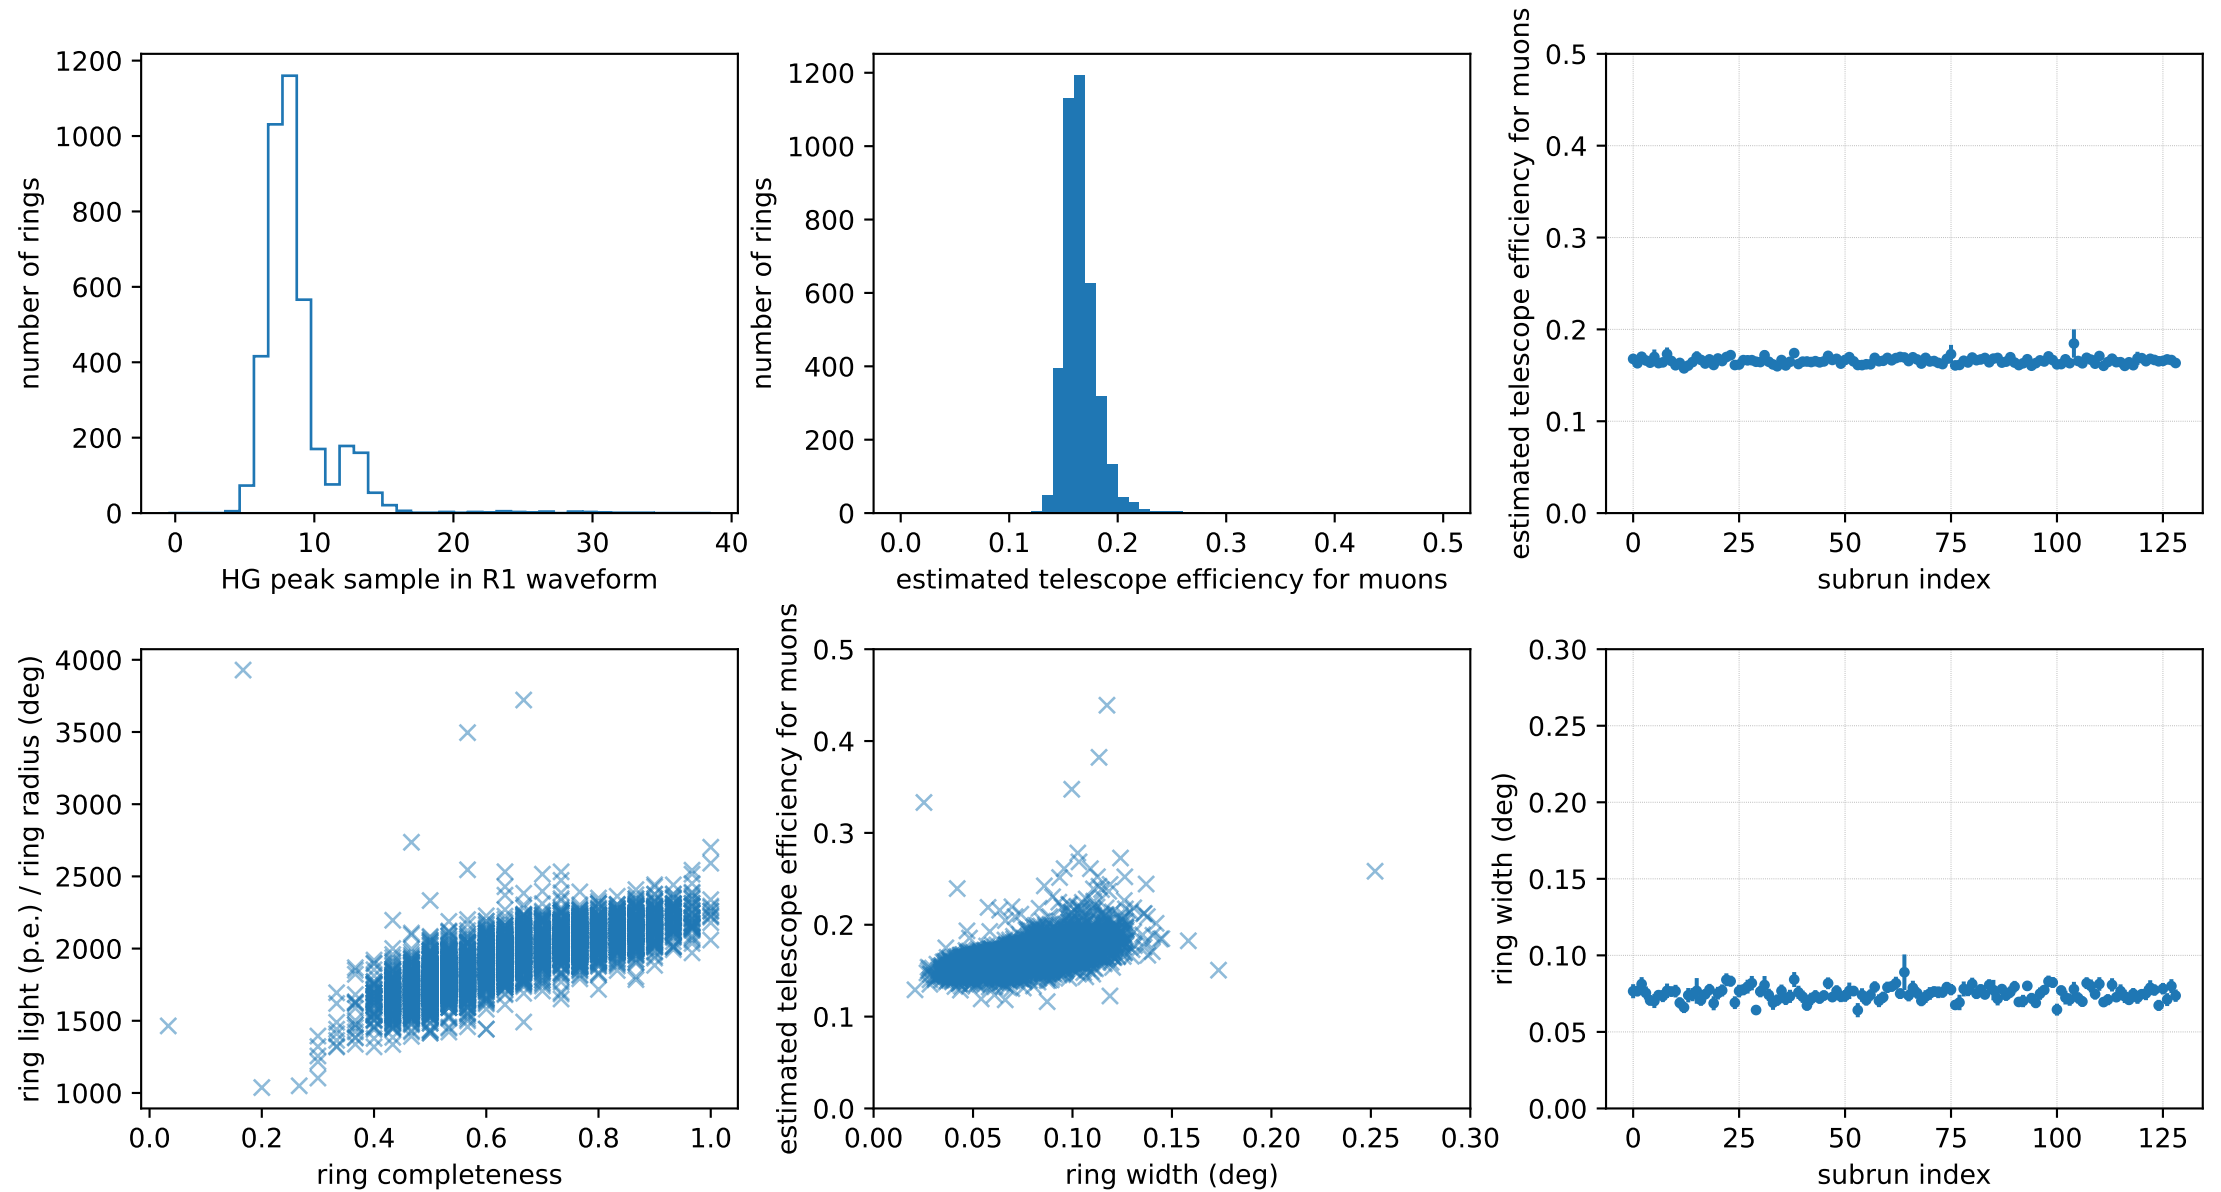 number of rings
1200
1000
800
600
400
200
0
0 10 20 30 40
HG peak sample in R1 waveform
number of rings
1200
1000
800
600
400
200
0
0.0 0.1 0.2 0.3 0.4 0.5
estimated telescope efficiency for muons
estimated telescope efficiency for muons
0.5
0.4
0.3
0.2
0.1
0.0
0 25 50 75 100 125
subrun index
ring light (p.e.) / ring radius (deg)
4000
3500
3000
2500
2000
1500
1000
0.0 0.2 0.4 0.6 0.8 1.0
ring completeness
estimated telescope efficiency for muons
0.5
0.4
0.3
0.2
0.1
0.0
0.00 0.05 0.10 0.15 0.20 0.25 0.30
ring width (deg)
ring width (deg)
0.30
0.25
0.20
0.15
0.10
0.05
0.00
0 25 50 75 100 125
subrun index